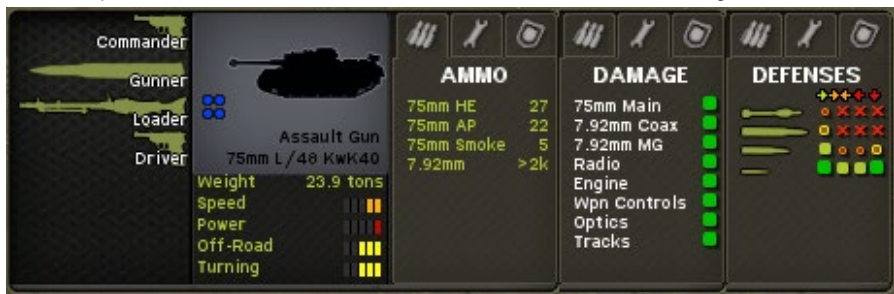 Commander
Gunner
Loader
Driver
Assault Gun
75mm L/48 KwK40
Weight 23.9 tons
Speed
Power
Off-Road
Turning
AMMO
75mm HE 27
75mm AP 22
75mm Smoke 5
7.92mm >2k
DAMAGE
75mm Main
7.92mm Coax
7.92mm MG
Radio
Engine
Wpn Controls
Optics
Tracks
DEFENSES